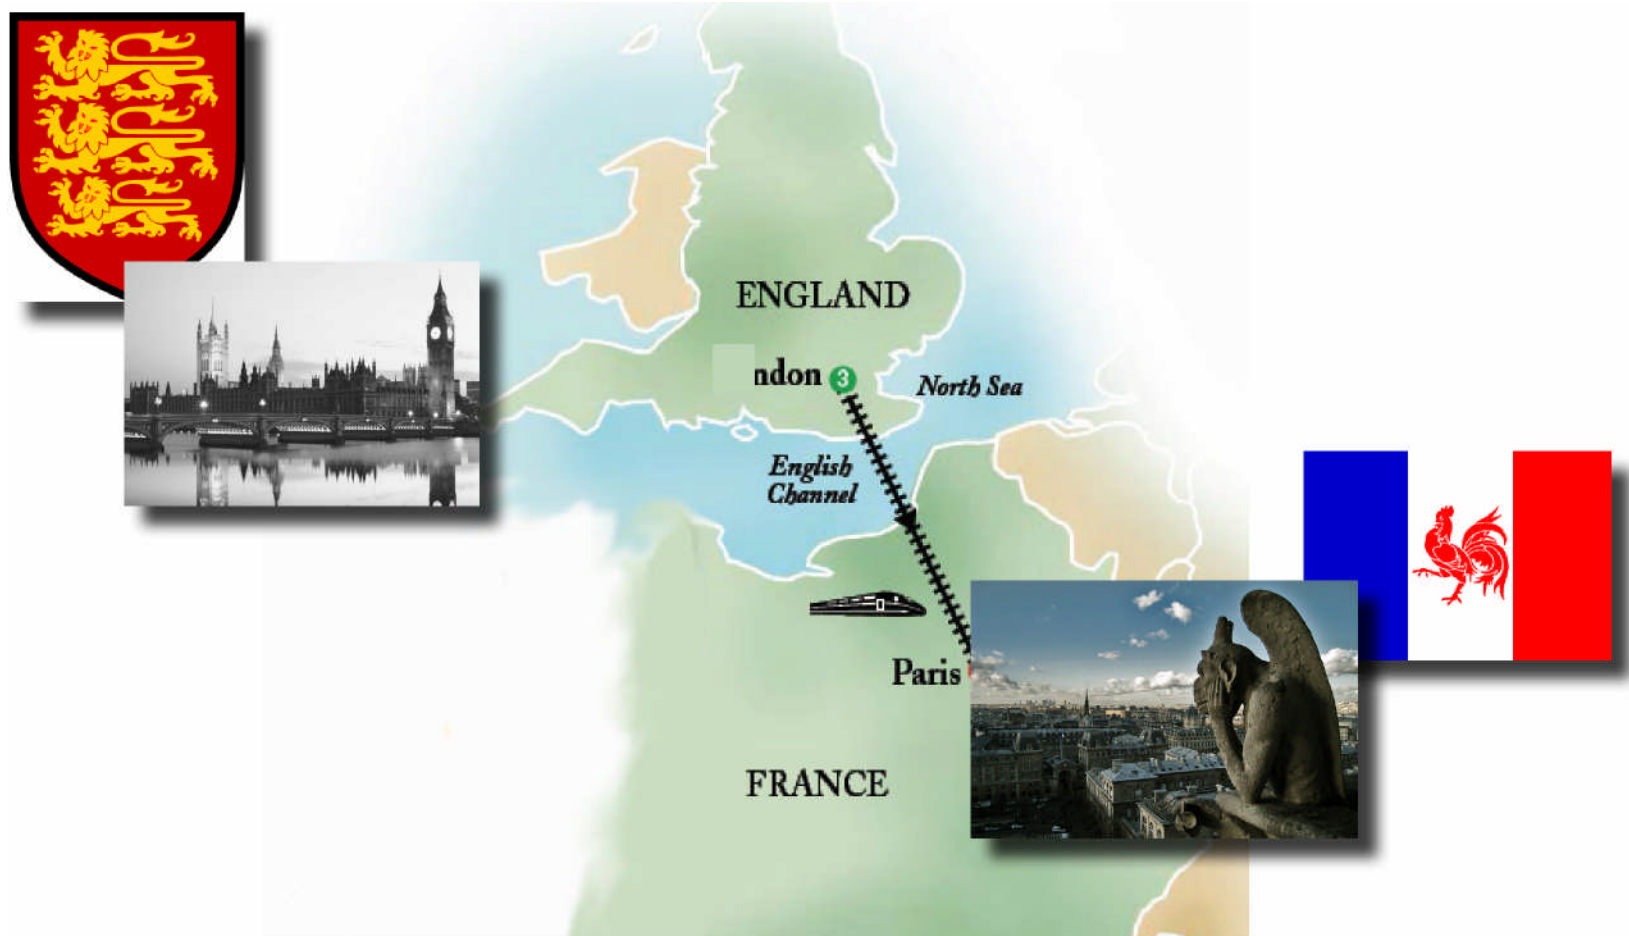 ENGLAND
ndon 3
North Sea
English
Channel
Paris
FRANCE